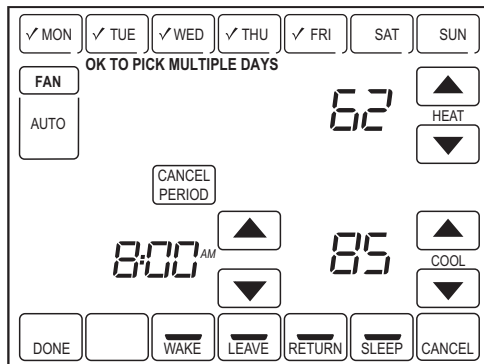 ✓ MON ✓ TUE ✓ WED ✓ THU ✓ FRI SAT SUN
OK TO PICK MULTIPLE DAYS
FAN
AUTO
62
HEAT
CANCEL
PERIOD
8:00 AM
85
COOL
DONE WAKE LEAVE RETURN SLEEP CANCEL